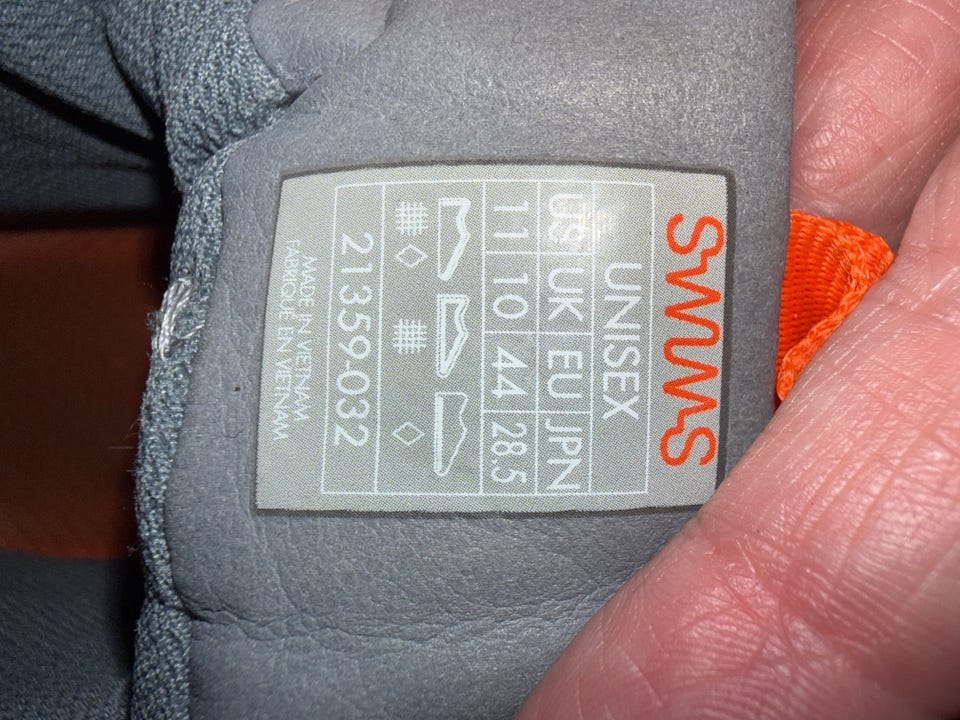 SWIMS
UNISEX
US UK EU JPN
11 10 44 28.5
21359-032
MADE IN VIETNAM
FABRIQUE EN VIETNAM